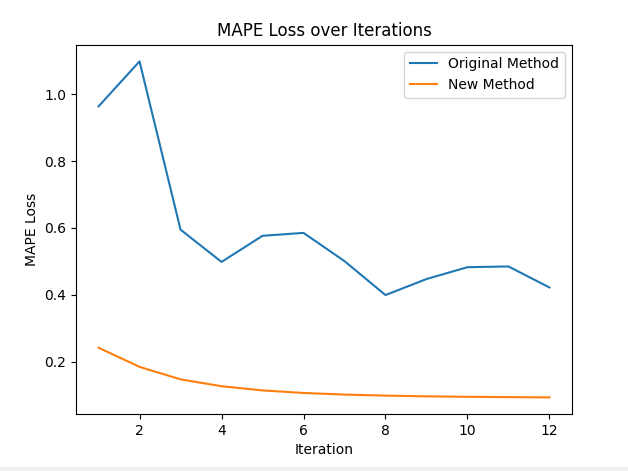 MAPE Loss over Iterations
Original Method
New Method
MAPE Loss
1.0
0.8
0.6
0.4
0.2
2 4 6 8 10 12
Iteration